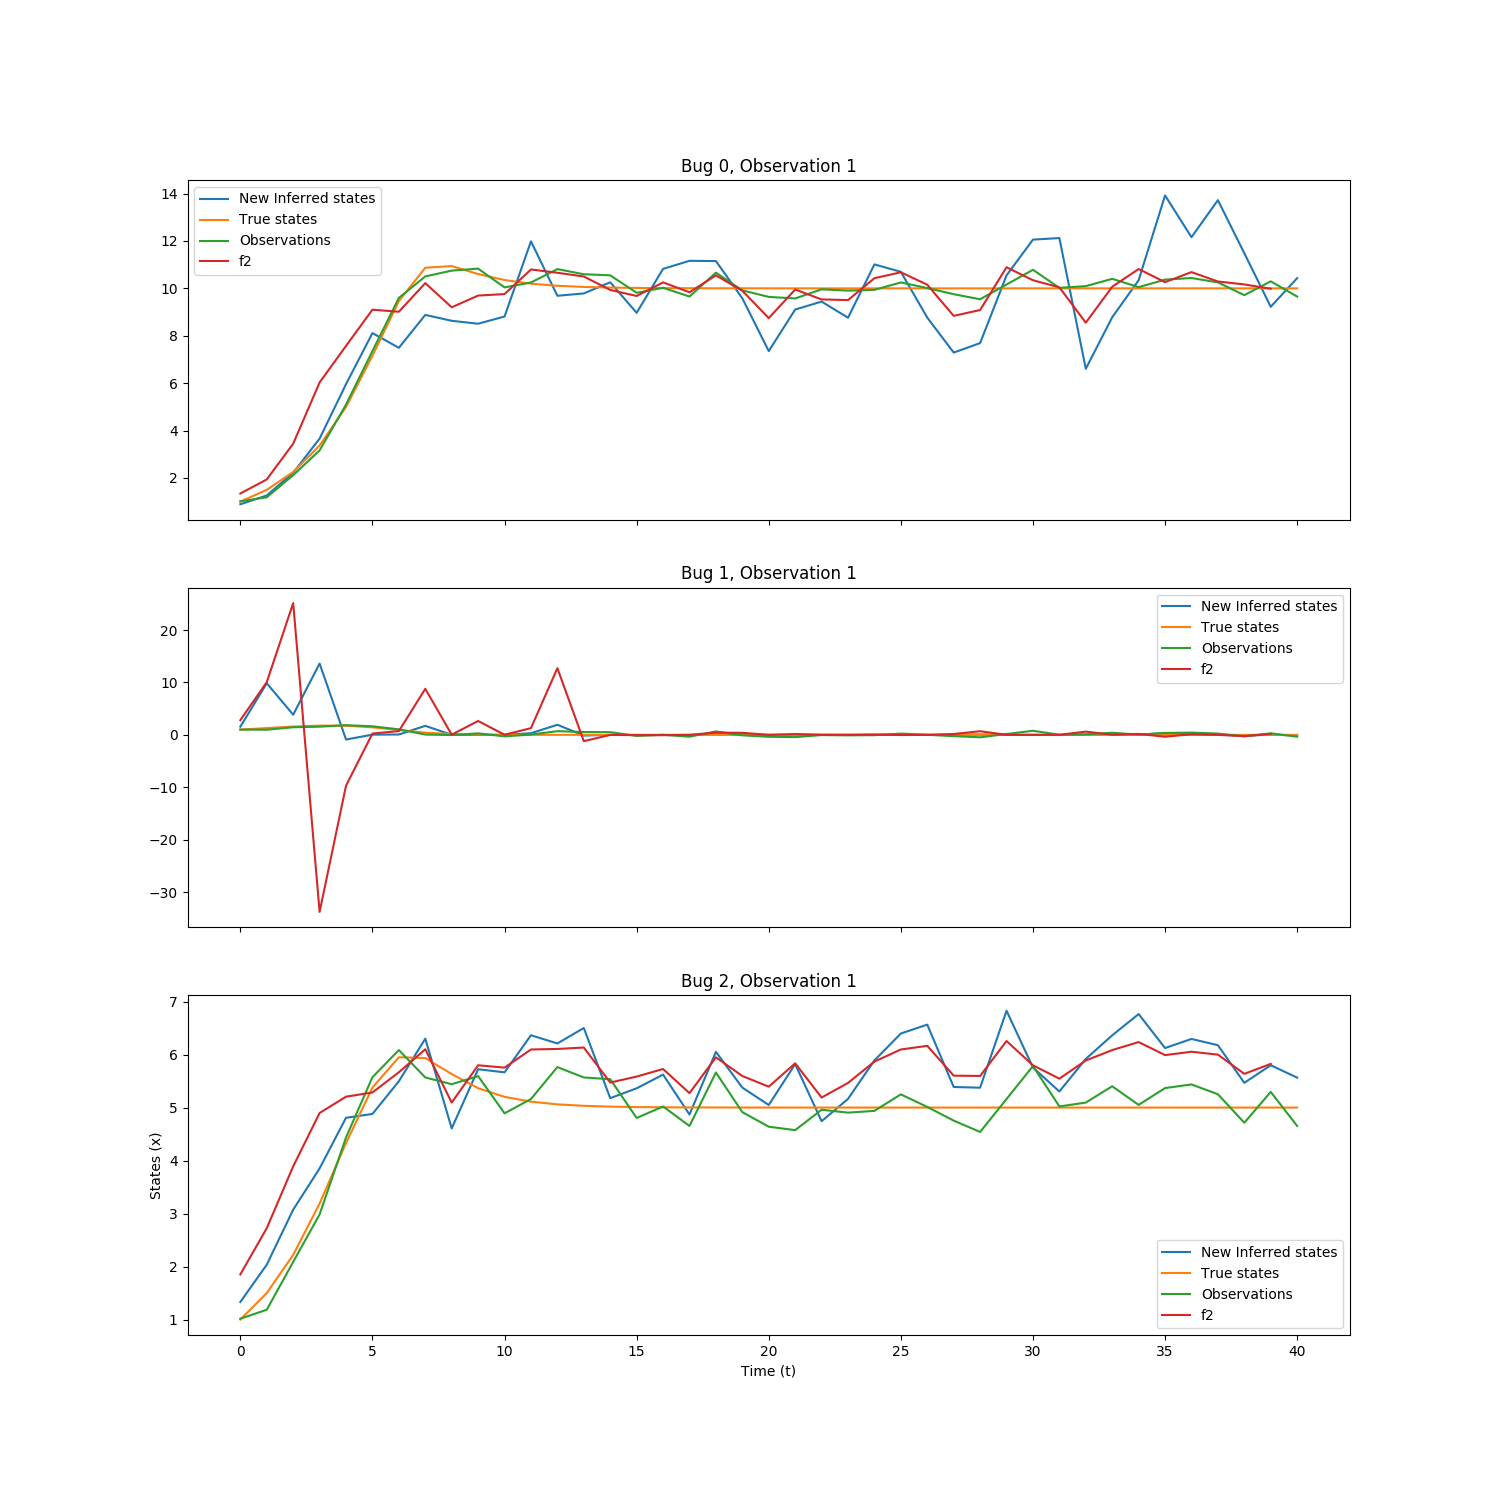 Bug 0, Observation 1
14
12
10
8
6
4
2
New Inferred states
True states
Observations
f2
Bug 1, Observation 1
20
10
0
−10
−20
−30
New Inferred states
True states
Observations
f2
Bug 2, Observation 1
7
6
5
4
3
2
1
States (x)
New Inferred states
True states
Observations
f2
0 5 10 15 20 25 30 35 40
Time (t)